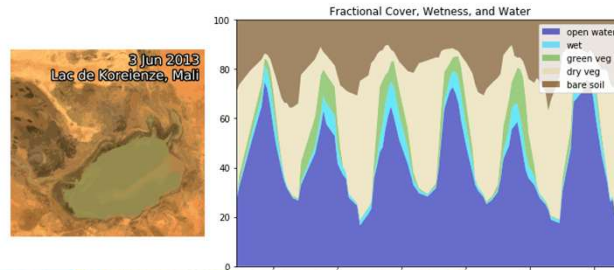 3 Jun 2013
Lac de Koreienze, Mali
Fractional Cover, Wetness, and Water
100
80
60
40
20
0
open water
wet
green veg
dry veg
bare soil